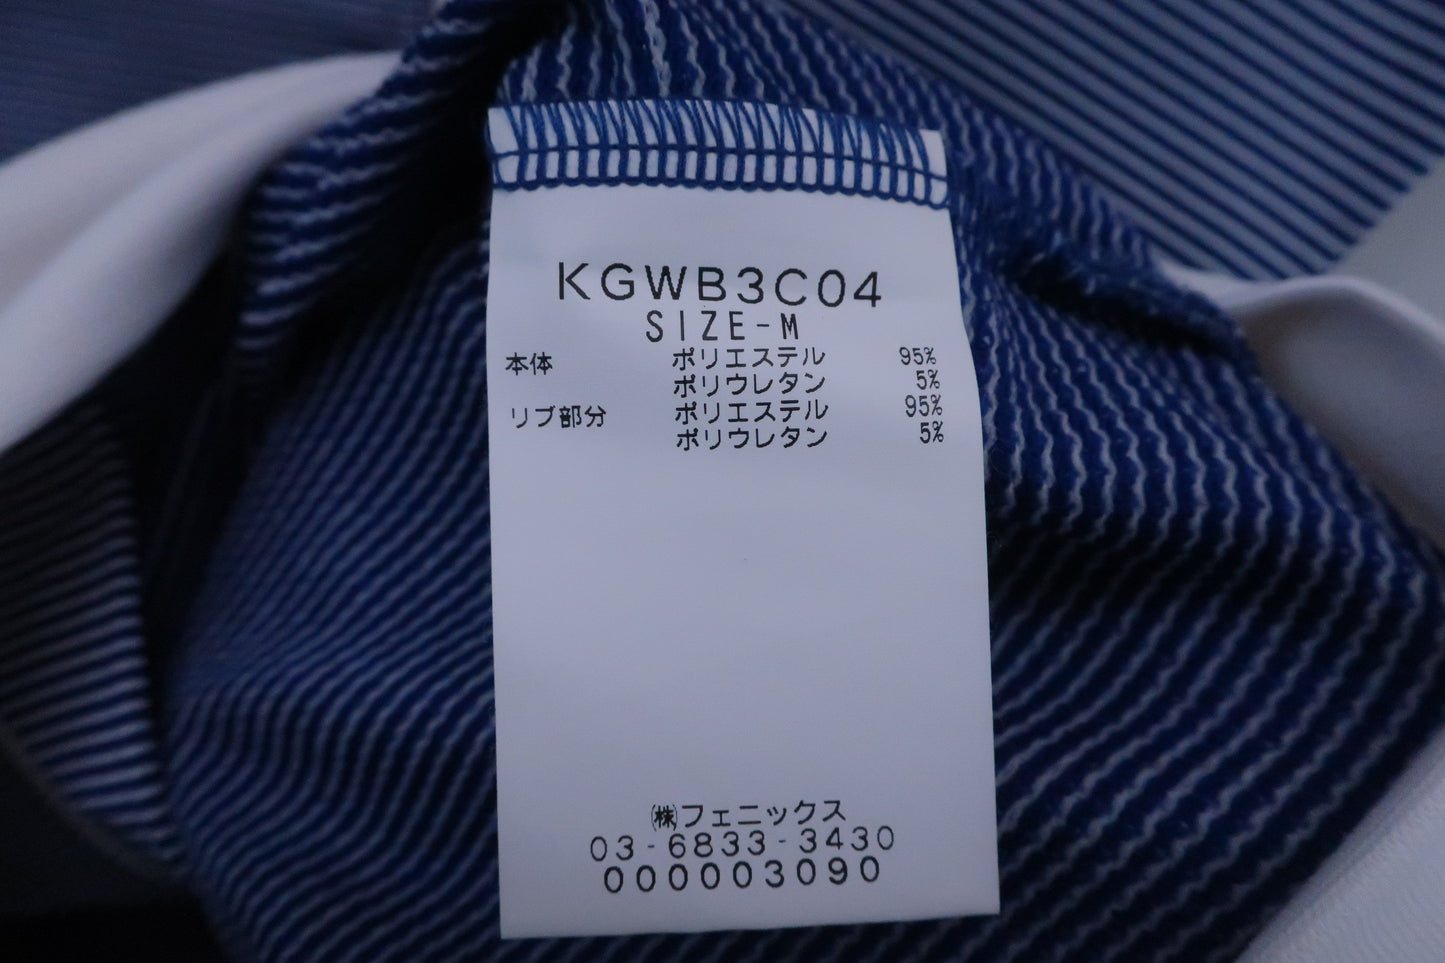 KGWB3C04
SIZE-M
本体 ポリエステル 95%
ポリウレタン 5%
リブ部分 ポリエステル 95%
ポリウレタン 5%
㈱フェニックス
03-6833-3430
000003090